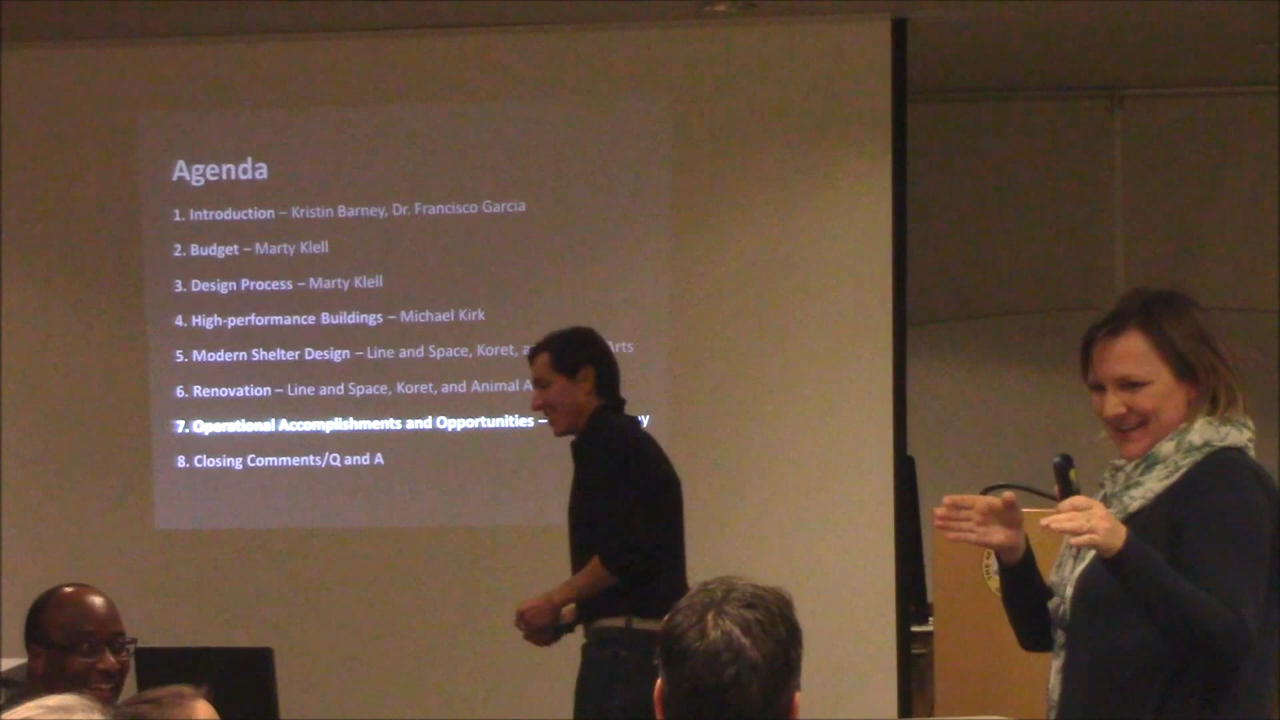 Agenda
1. Introduction – Kristin Barney, Dr. Francisco Garcia
2. Budget – Marty Klell
3. Design Process – Marty Klell
4. High-performance Buildings – Michael Kirk
5. Modern Shelter Design – Line and Space, Koret, Arts
6. Renovation – Line and Space, Koret, and Animal
7. Operational Accomplishments and Opportunities –
8. Closing Comments/Q and A